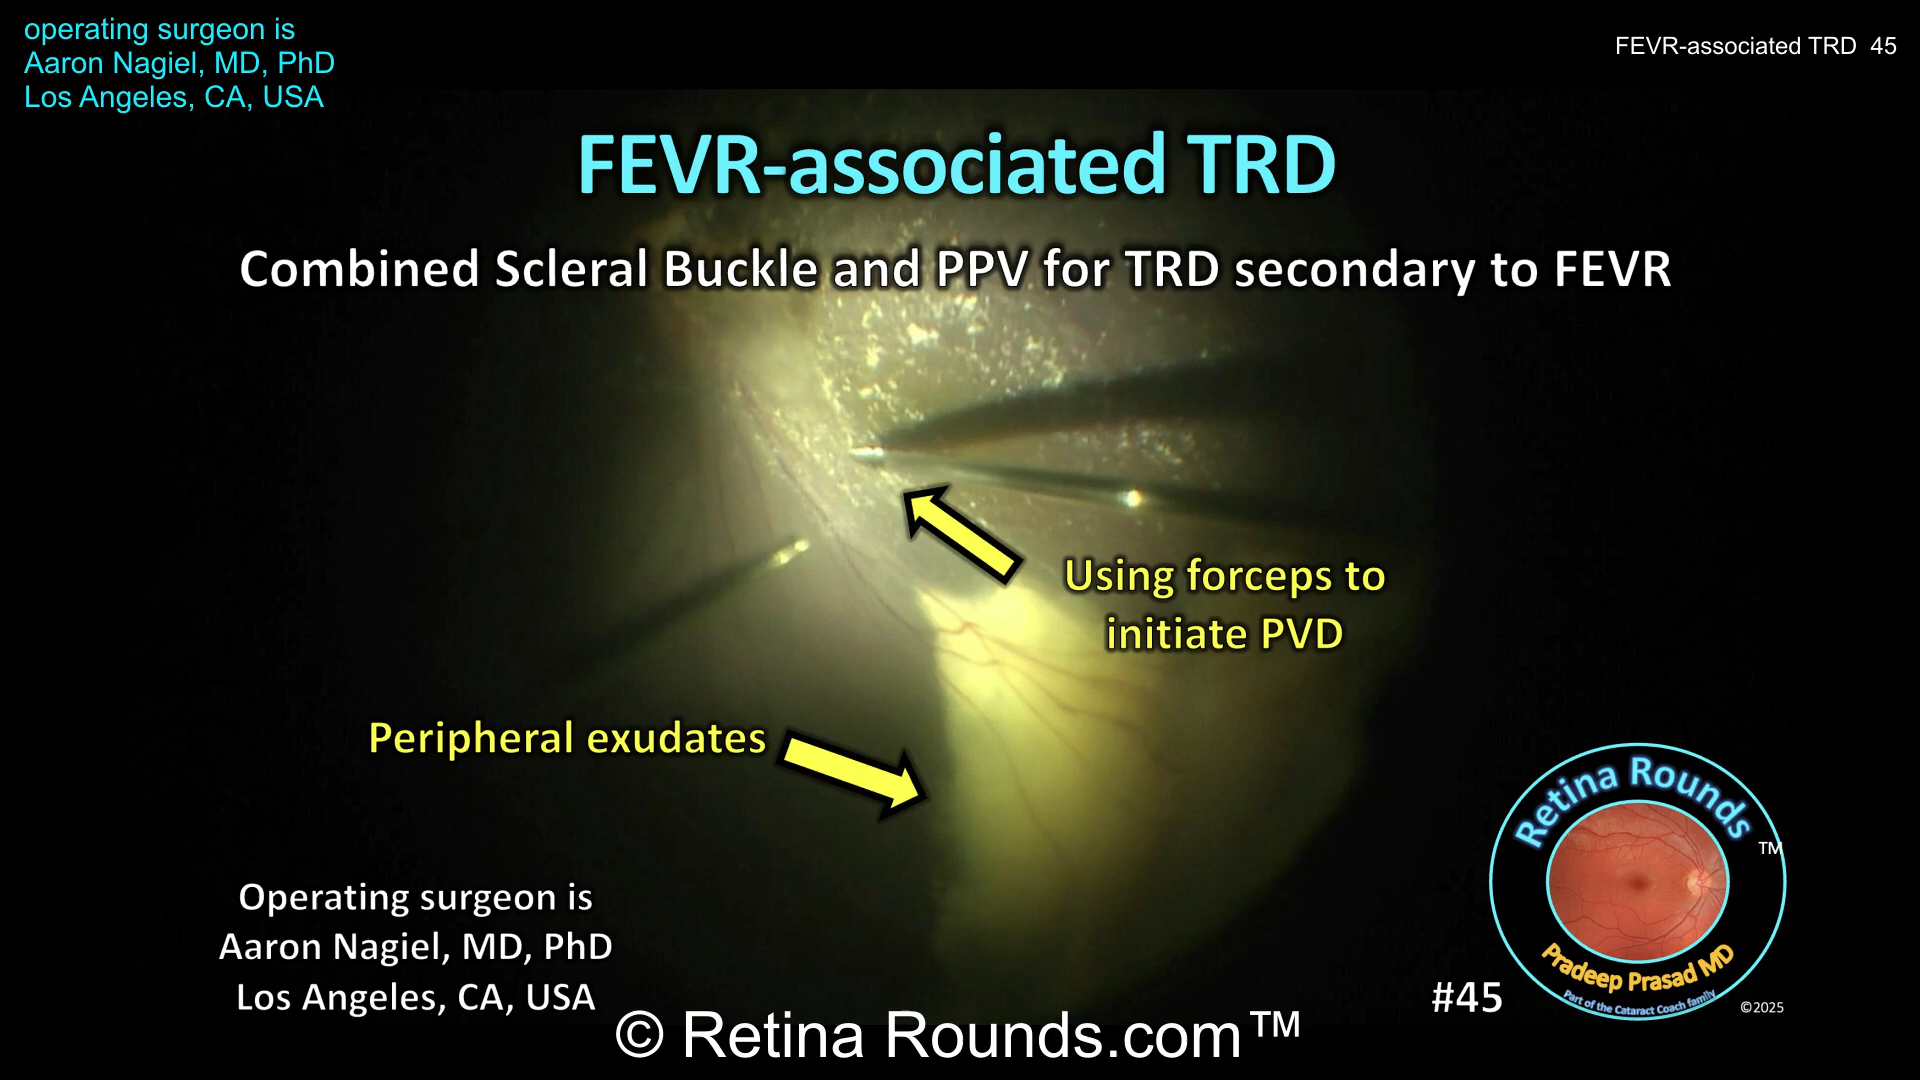 operating surgeon is
Aaron Nagiel, MD, PhD
Los Angeles, CA, USA
FEVR-associated TRD 45
FEVR-associated TRD
Combined Scleral Buckle and PPV for TRD secondary to FEVR
Using forceps to
initiate PVD
Peripheral exudates
Operating surgeon is
Aaron Nagiel, MD, PhD
Los Angeles, CA, USA
Retina Rounds
TM
Pradeep Prasad MD
Part of the Cataract Coach family
#45
©2025
© Retina Rounds.com™